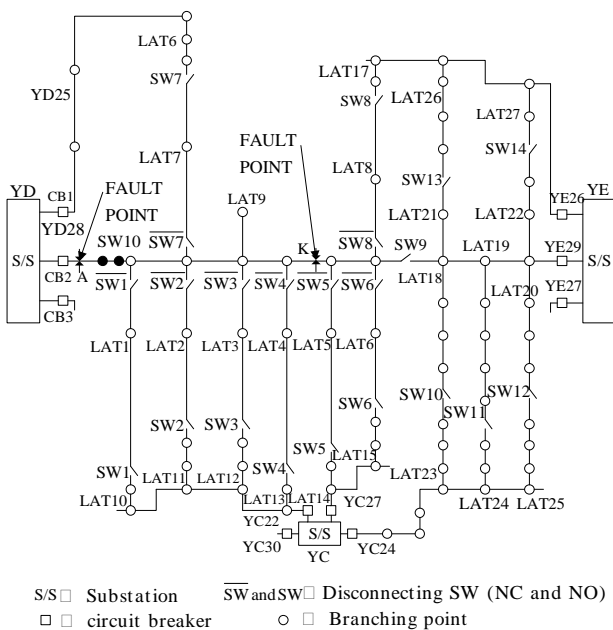 LAT6
LAT17
SW7
YD25
SW8
LAT26
LAT27
SW14
FAULT
POINT
LAT7
LAT8
YD
FAULT
POINT
CB1
YD28
SW10
LAT9
SW13
LAT21
LAT22
YE26
YE
S/S
CB2
A
SW7
K
SW8
SW9
LAT18
LAT19
YE29
S/S
CB3
SW1
SW2
SW3
SW4
SW5
SW6
LAT20
YE27
LAT1
LAT2
LAT3
LAT4
LAT5
LAT6
SW10
SW11
SW12
SW6
SW2
SW3
SW5
LAT15
SW1
LAT11
LAT12
SW4
LAT23
LAT10
LAT13
LAT14
YC27
LAT24
LAT25
YC22
YC30
S/S
YC
YC24
S/S Substation
SW and SW Disconnecting SW (NC and NO)
circuit breaker
Branching point